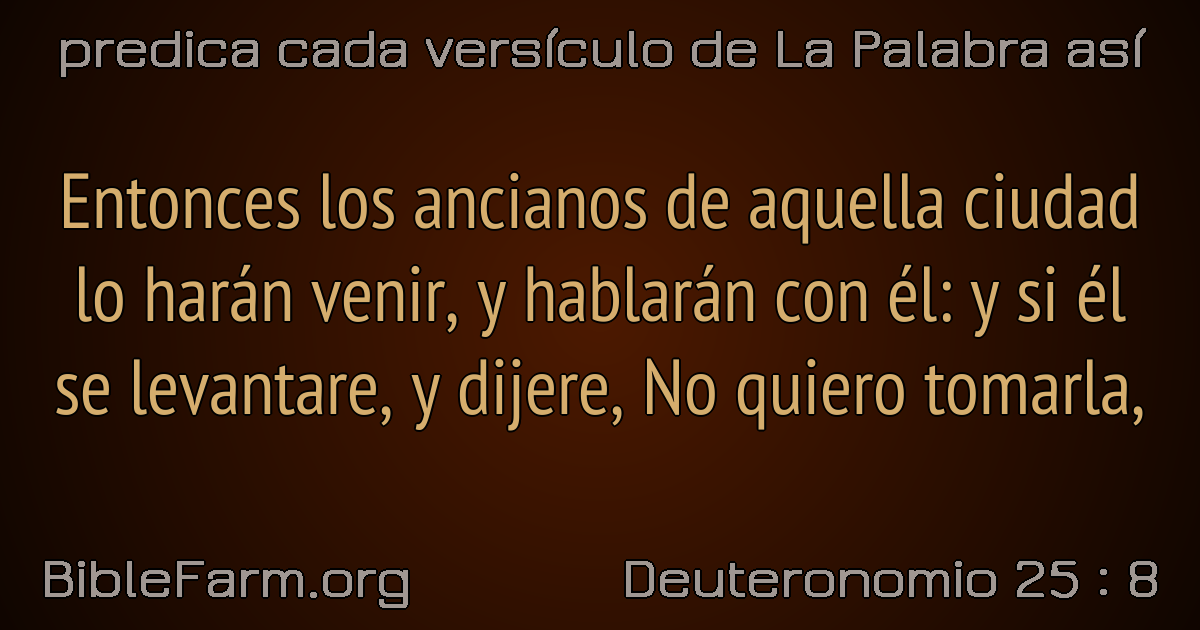 predica cada versículo de La Palabra así
Entonces los ancianos de aquella ciudad
lo harán venir, y hablarán con él: y si él
se levantare, y dijere, No quiero tomarla,
BibleFarm.org
Deuteronomio 25 : 8